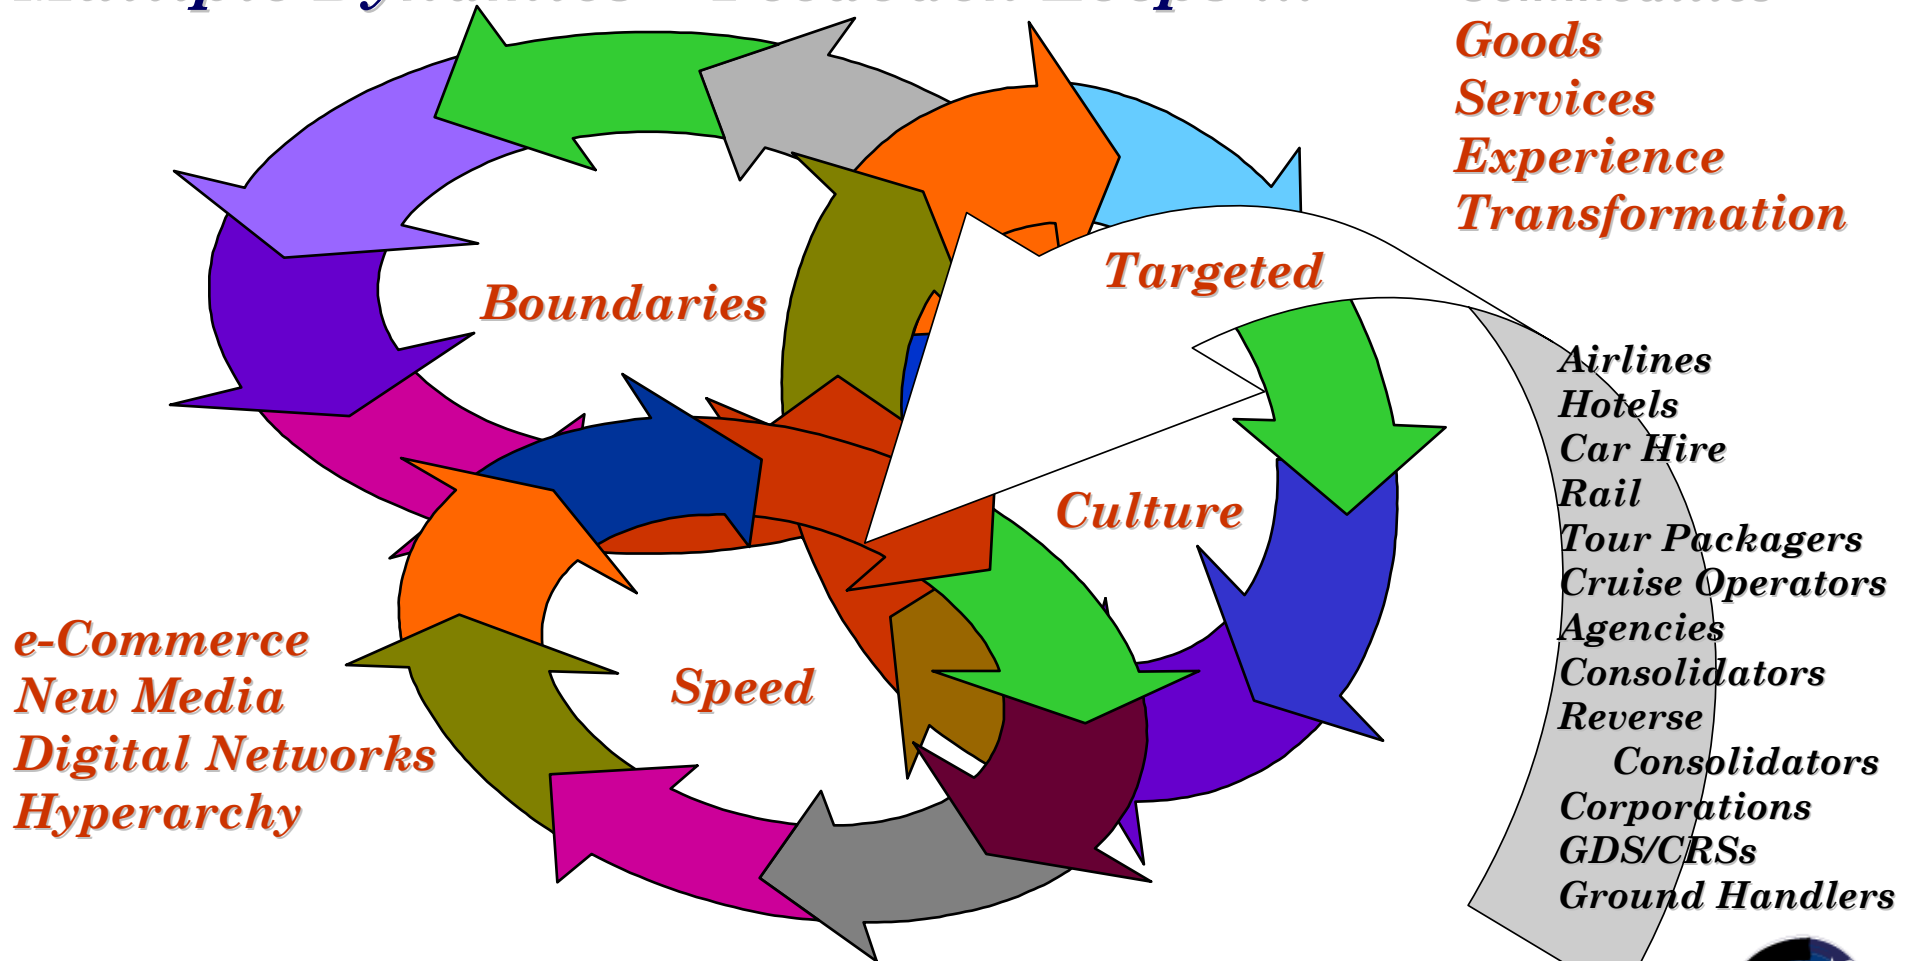 Goods
Services
Experience
Transformation
Targeted
Boundaries
Culture
Speed
e-Commerce
New Media
Digital Networks
Hyperarchy
Airlines
Hotels
Car Hire
Rail
Tour Packagers
Cruise Operators
Agencies
Consolidators
Reverse
Consolidators
Corporations
GDS/CRSs
Ground Handlers